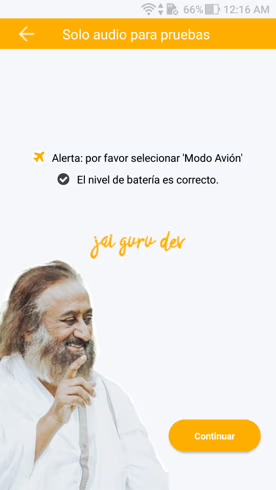 66% 12:16 AM
Solo audio para pruebas
Alerta: por favor selecionar 'Modo Avión'
El nivel de batería es correcto.
jai guru dev
Continuar